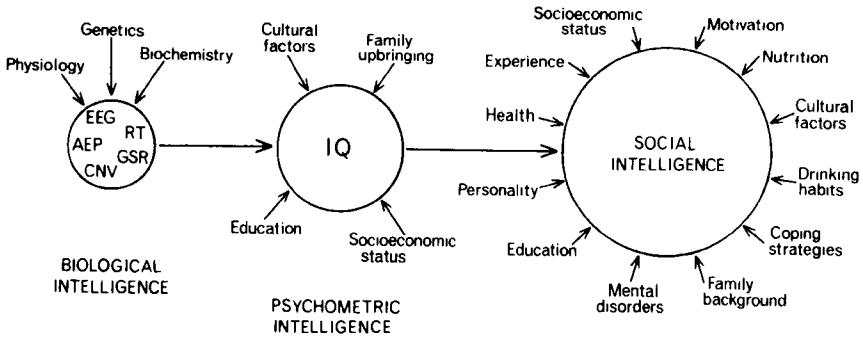 Genetics
Physiology
Biochemistry
EEG
RT
AEP
GSR
CNV
BIOLOGICAL
INTELLIGENCE
Cultural
factors
Family
upbringing
IQ
Education
Socioeconomic
status
PSYCHOMETRIC
INTELLIGENCE
Socioeconomic
status
Motivation
Experience
Nutrition
Health
Cultural
factors
SOCIAL
INTELLIGENCE
Personality
Drinking
habits
Education
Coping
strategies
Mental
disorders
Family
background